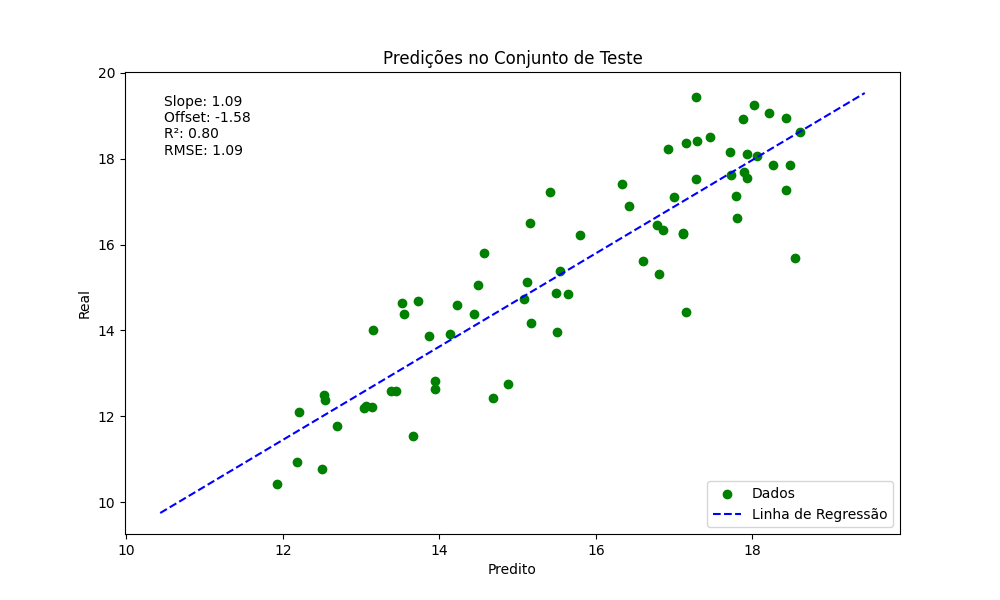 Predições no Conjunto de Teste
20
18
16
14
12
10
Real
Slope: 1.09
Offset: -1.58
R²: 0.80
RMSE: 1.09
Dados
Linha de Regressão
10 12 14 16 18
Predito